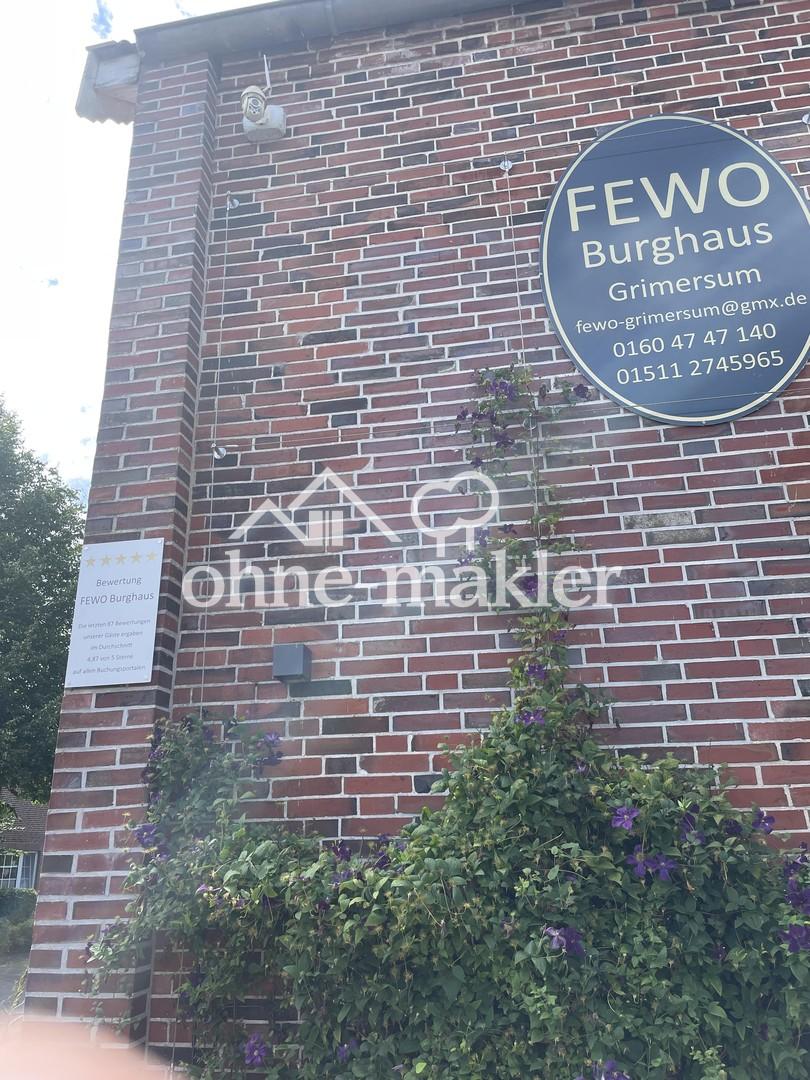 FEWO
Burghaus
Grimersum
fewo-grimersum@gmx.de
0160 47 47 140
01511 2745965
ohne makler
Bewertung
FEWO Burghaus
Die letzten 87 Bewertungen
unserer Gäste ergaben
im Durchschnitt
4,87 von 5 Sterne
auf allen Buchungsportalen